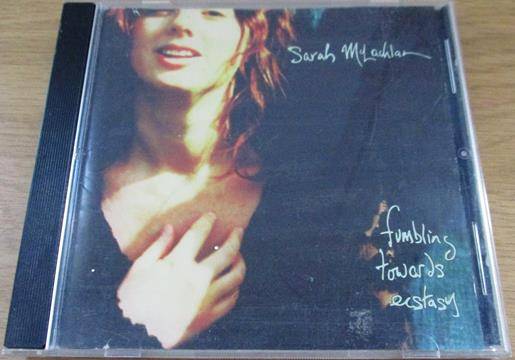 Sarah McLachlan
fumbling
towards
ecstasy